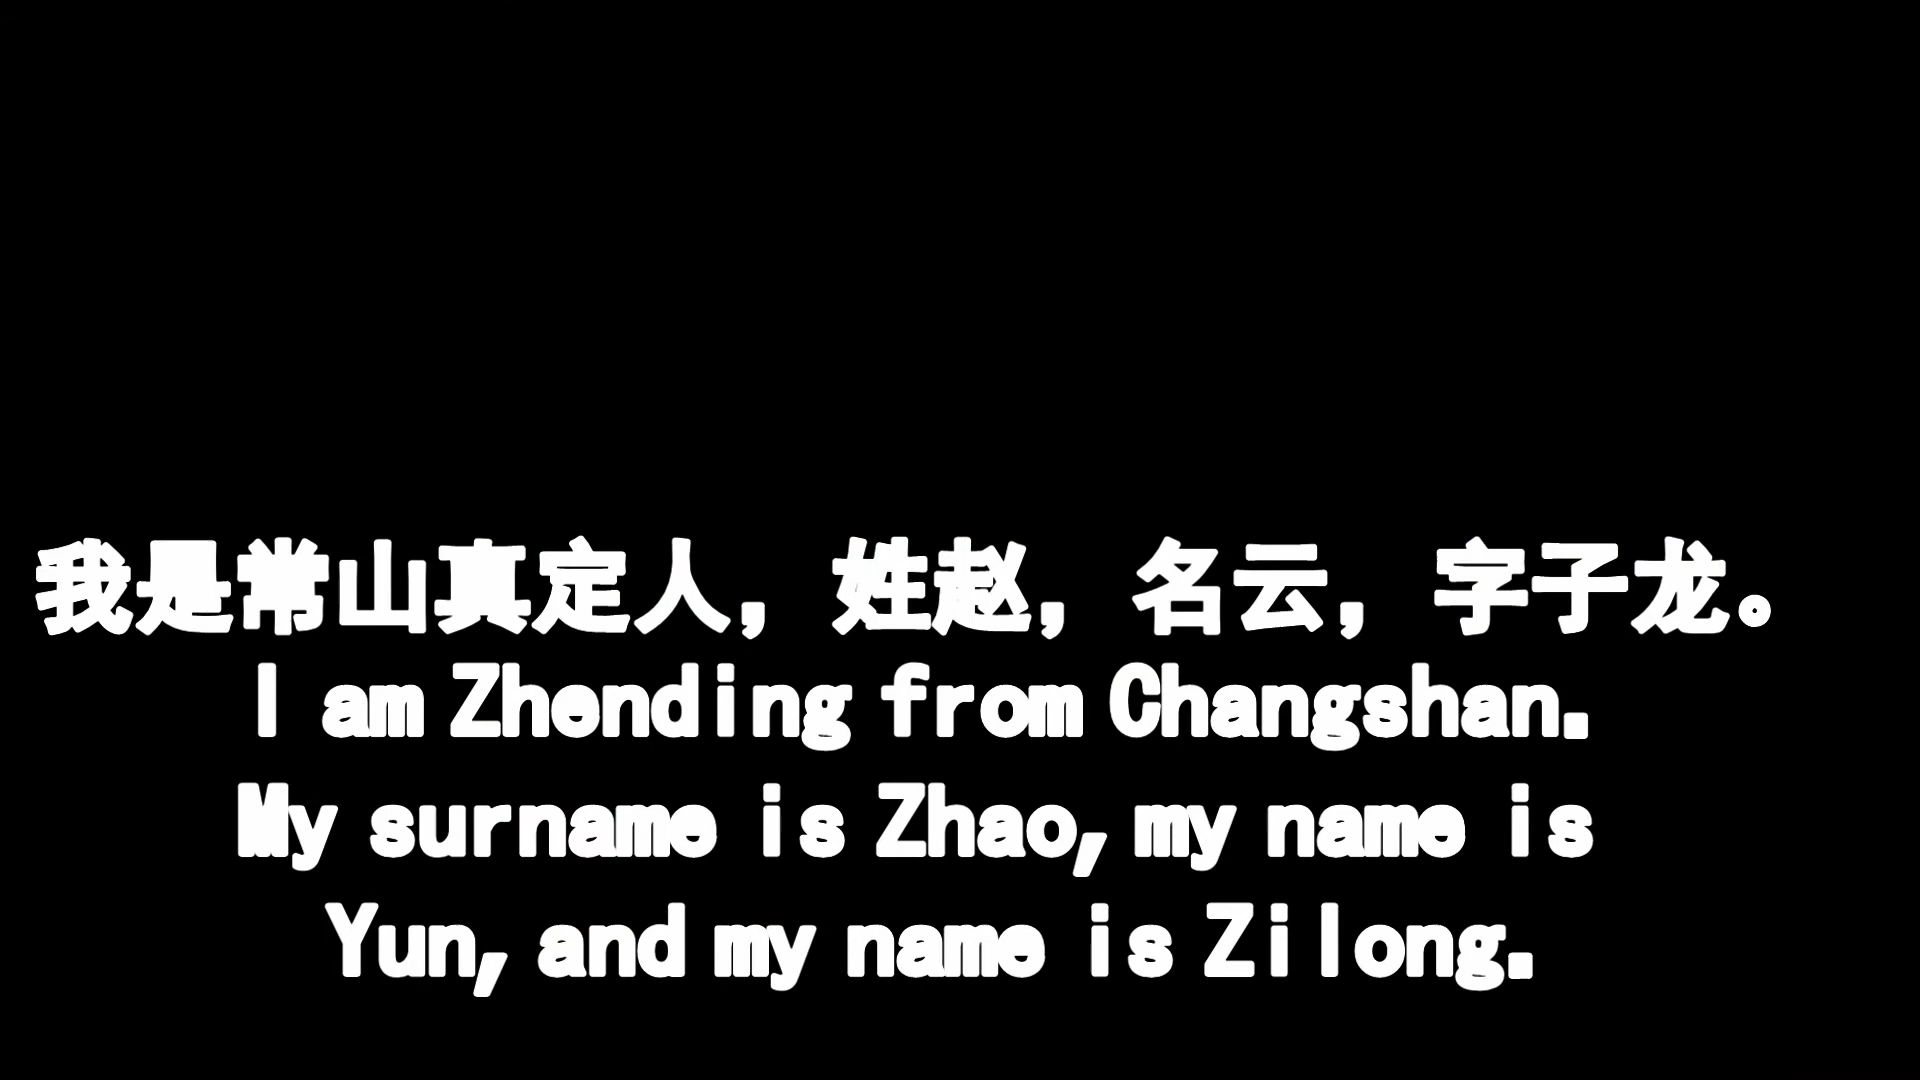 我是常山真定人，姓赵，名云，字子龙。
I am Zhending from Changshan.
My surname is Zhao, my name is
Yun, and my name is Zilong.